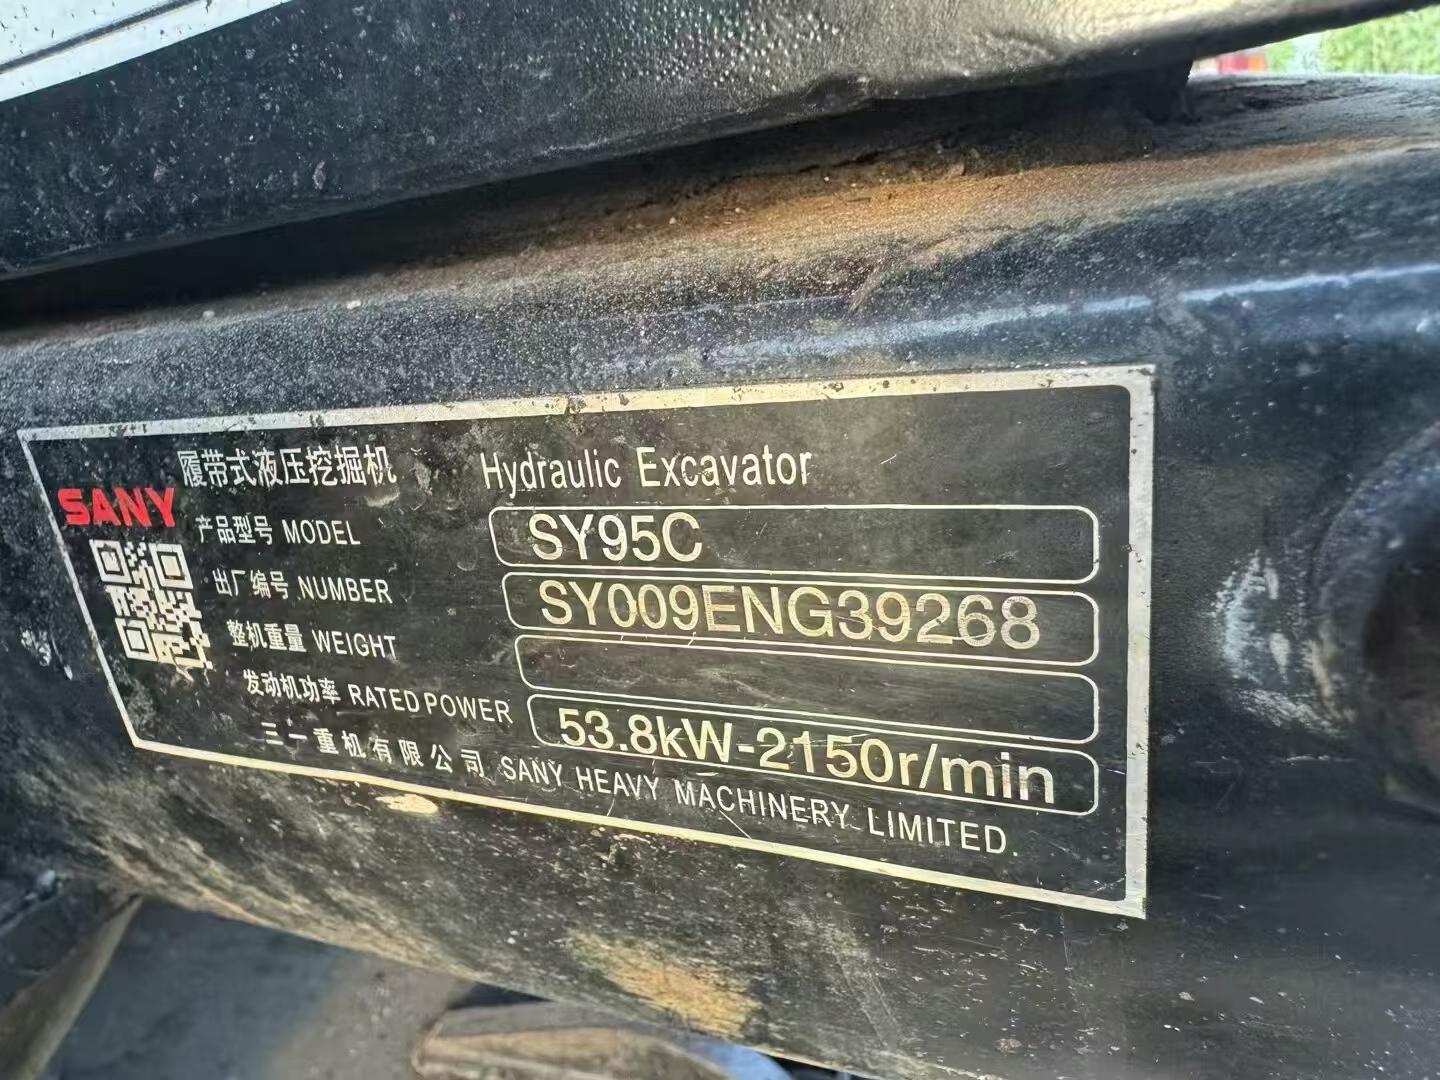 履带式液压挖掘机 Hydraulic Excavator
SANY
产品型号 MODEL SY95C
出厂编号 NUMBER SY009ENG39268
整机重量 WEIGHT
发动机功率 RATED POWER 53.8kW-2150r/min
三一重机有限公司 SANY HEAVY MACHINERY LIMITED.